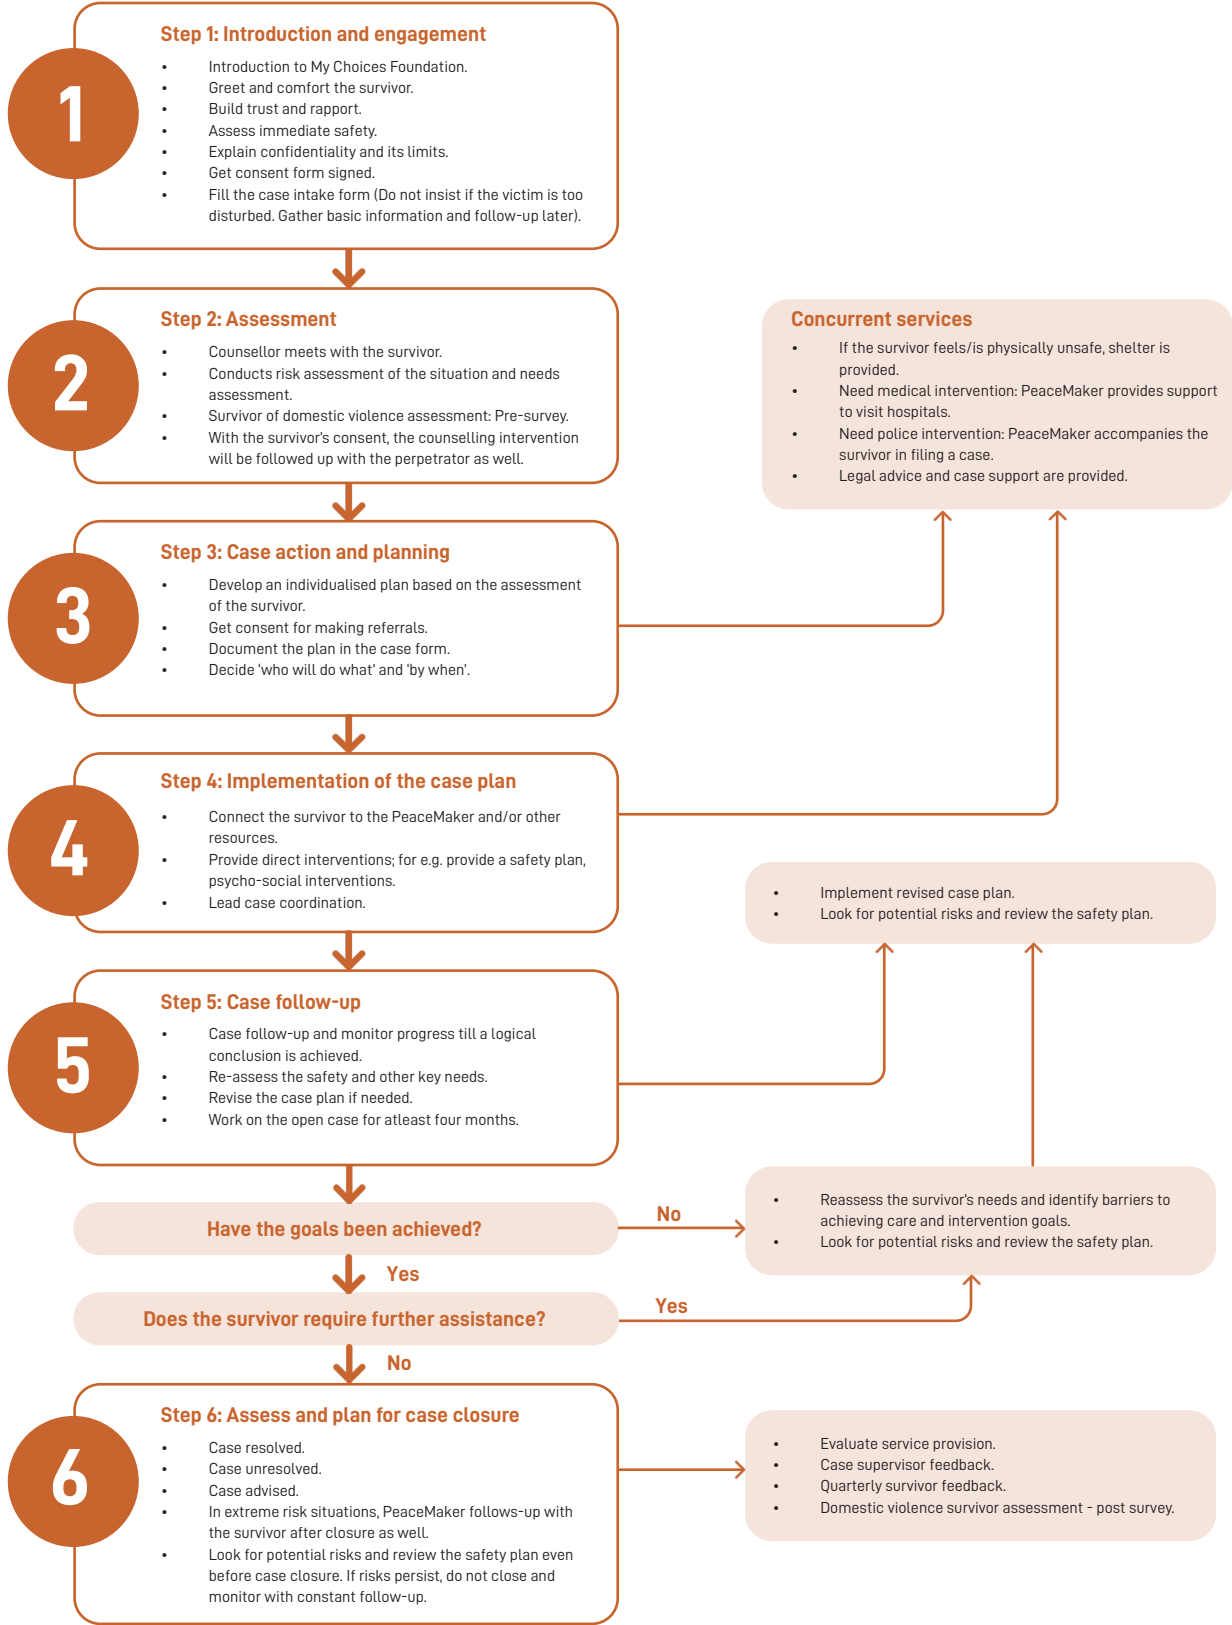 1
Step 1: Introduction and engagement
• Introduction to My Choices Foundation.
• Greet and comfort the survivor.
• Build trust and rapport.
• Assess immediate safety.
• Explain confidentiality and its limits.
• Get consent form signed.
• Fill the case intake form (Do not insist if the victim is too
disturbed. Gather basic information and follow-up later).
2
Step 2: Assessment
• Counsellor meets with the survivor.
• Conducts risk assessment of the situation and needs
assessment.
• Survivor of domestic violence assessment: Pre-survey.
• With the survivor's consent, the counselling intervention
will be followed up with the perpetrator as well.
Concurrent services
• If the survivor feels/is physically unsafe, shelter is
provided.
• Need medical intervention: PeaceMaker provides support
to visit hospitals.
• Need police intervention: PeaceMaker accompanies the
survivor in filing a case.
• Legal advice and case support are provided.
3
Step 3: Case action and planning
• Develop an individualised plan based on the assessment
of the survivor.
• Get consent for making referrals.
• Document the plan in the case form.
• Decide ‘who will do what’ and ‘by when’.
4
Step 4: Implementation of the case plan
• Connect the survivor to the PeaceMaker and/or other
resources.
• Provide direct interventions; for e.g. provide a safety plan,
psycho-social interventions.
• Lead case coordination.
• Implement revised case plan.
• Look for potential risks and review the safety plan.
5
Step 5: Case follow-up
• Case follow-up and monitor progress till a logical
conclusion is achieved.
• Re-assess the safety and other key needs.
• Revise the case plan if needed.
• Work on the open case for atleast four months.
Have the goals been achieved?
No
• Reassess the survivor's needs and identify barriers to
achieving care and intervention goals.
• Look for potential risks and review the safety plan.
Yes
Does the survivor require further assistance?
Yes
No
6
Step 6: Assess and plan for case closure
• Case resolved.
• Case unresolved.
• Case advised.
• In extreme risk situations, PeaceMaker follows-up with
the survivor after closure as well.
• Look for potential risks and review the safety plan even
before case closure. If risks persist, do not close and
monitor with constant follow-up.
• Evaluate service provision.
• Case supervisor feedback.
• Quarterly survivor feedback.
• Domestic violence survivor assessment - post survey.